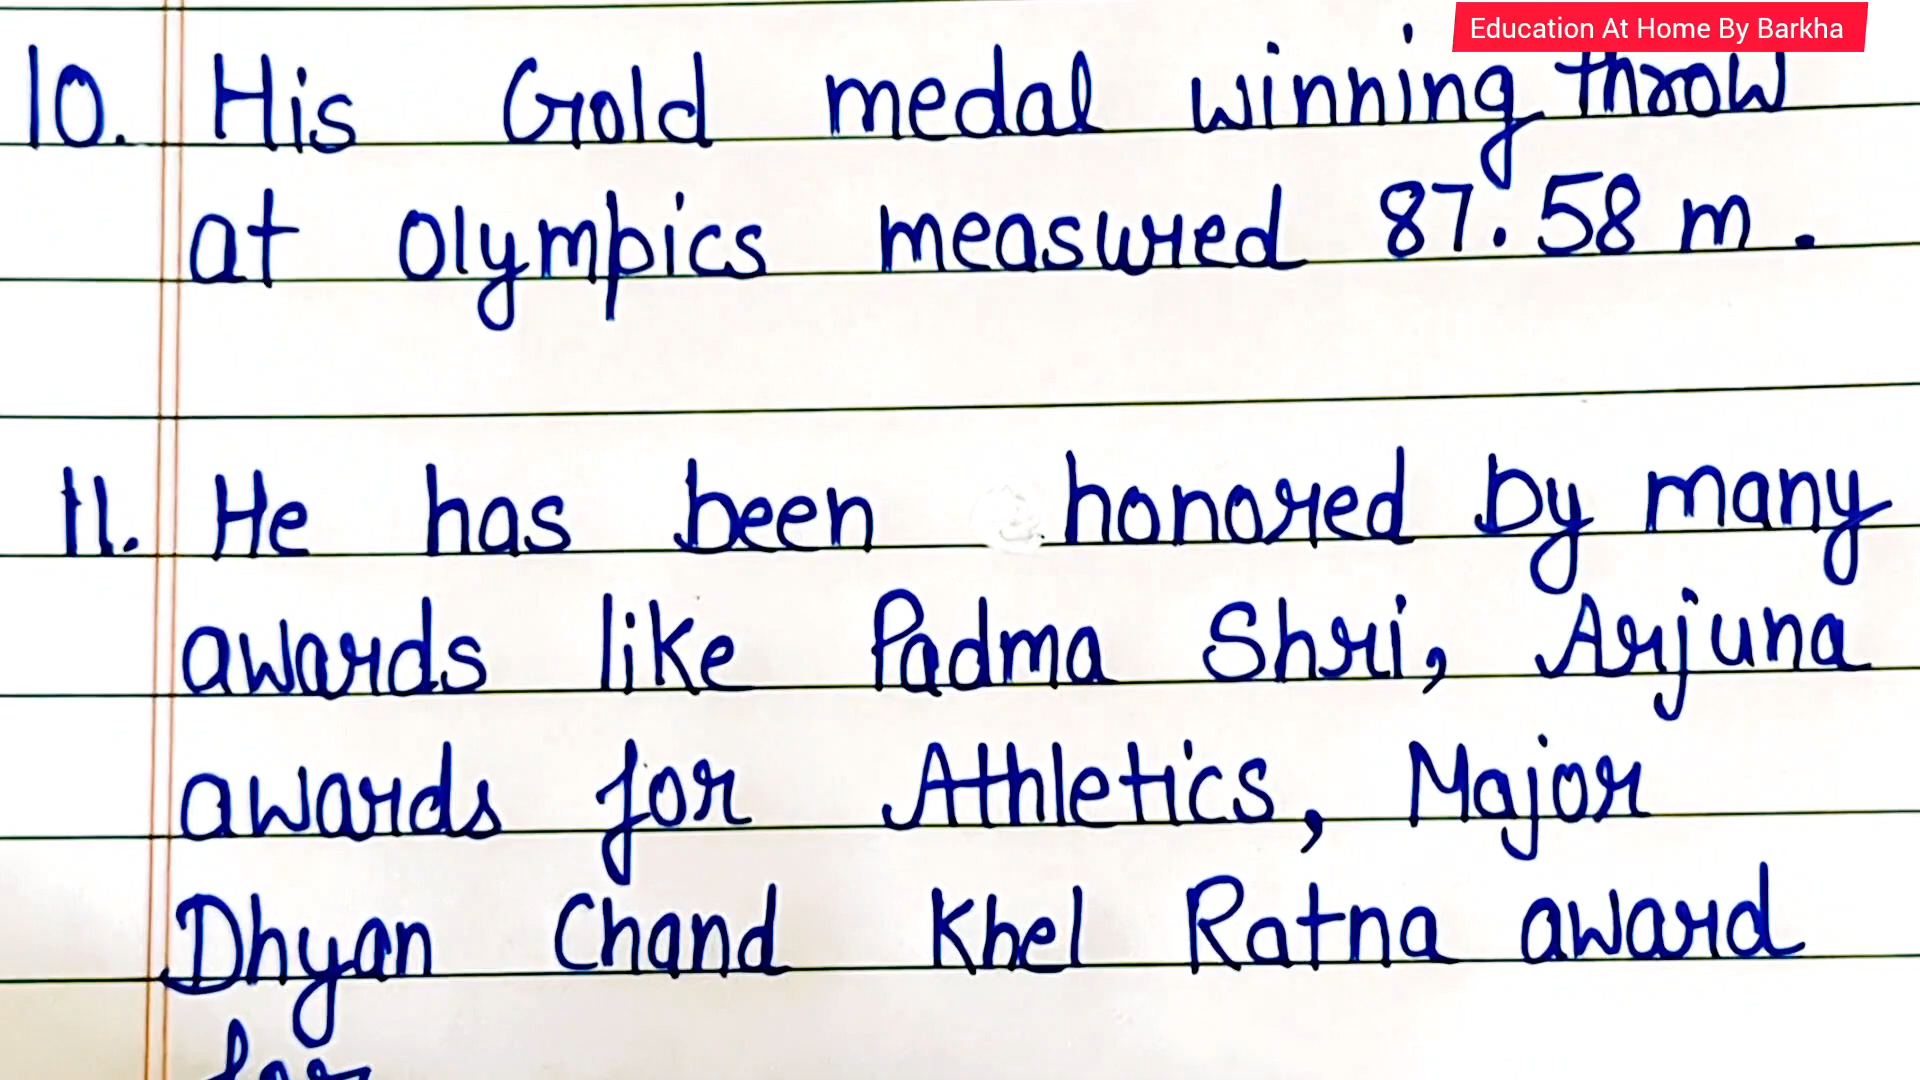 Education At Home By Barkha
10. His Gold medal winning throw
at olympics measured 87.58 m.
11. He has been honored by many
awards like Padma Shri, Arjuna
awards for Athletics, Major
Dhyan Chand Khel Ratna award
for